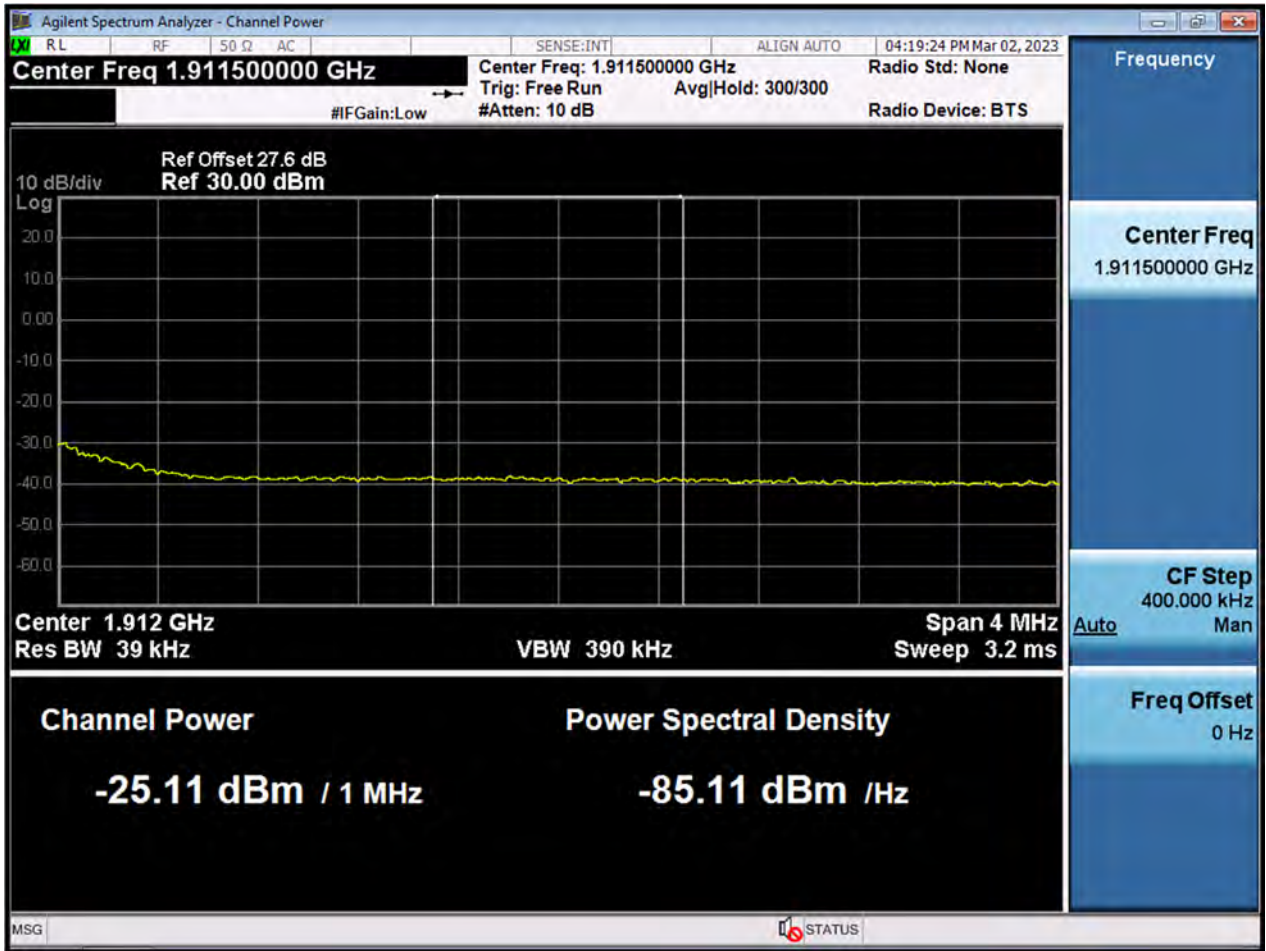 Agilent Spectrum Analyzer - Channel Power
LXI RL RF 50 Ω AC SENSE:INT ALIGN AUTO 04:19:24 PM Mar 02, 2023
Center Freq 1.911500000 GHz
Center Freq: 1.911500000 GHz
Radio Std: None
Trig: Free Run Avg|Hold: 300/300
#IFGain:Low #Atten: 10 dB
Radio Device: BTS
Ref Offset 27.6 dB
10 dB/div Ref 30.00 dBm
Log
20.0
10.0
0.00
-10.0
-20.0
-30.0
-40.0
-50.0
-60.0
Center 1.912 GHz Span 4 MHz
Res BW 39 kHz VBW 390 kHz Sweep 3.2 ms
Channel Power Power Spectral Density
-25.11 dBm / 1 MHz -85.11 dBm /Hz
Frequency
Center Freq
1.911500000 GHz
CF Step
400.000 kHz
Auto Man
Freq Offset
0 Hz
MSG STATUS